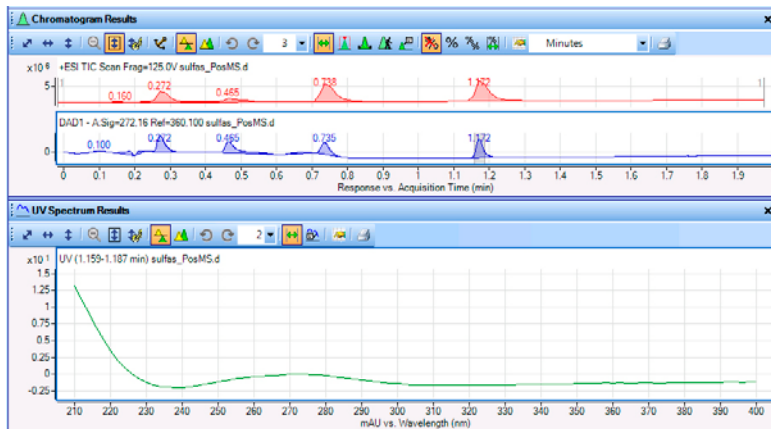 Chromatogram Results
3 Minutes
x10 6 +ESI TIC Scan Frag=125.0V sulfas_PosMS.d
1 1
5
0.160 0.272 0.465 0.738 1.172
DAD1 - A:Sig=272.16 Ref=360.100 sulfas_PosMS.d
0
0.100 0.272 0.465 0.735 1.172
0 0.1 0.2 0.3 0.4 0.5 0.6 0.7 0.8 0.9 1 1.1 1.2 1.3 1.4 1.5 1.6 1.7 1.8 1.9
Response vs. Acquisition Time (min)
UV Spectrum Results
2
x10 1 UV (1.159-1.187 min) sulfas_PosMS.d
1.5
1.25
1
0.75
0.5
0.25
0
-0.25
210 220 230 240 250 260 270 280 290 300 310 320 330 340 350 360 370 380 390 400
mAU vs. Wavelength (nm)